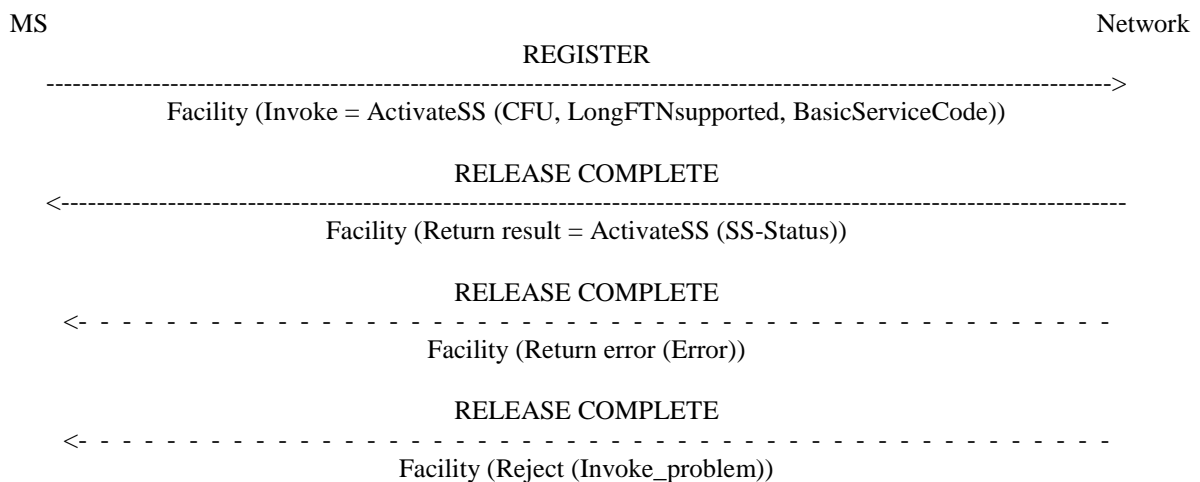 MS Network
REGISTER
------------------------------------------------------------------------------------------------------------------------>
Facility (Invoke = ActivateSS (CFU, LongFTNsupported, BasicServiceCode))
RELEASE COMPLETE
<------------------------------------------------------------------------------------------------------------------------
Facility (Return result = ActivateSS (SS-Status))
RELEASE COMPLETE
<- - - - - - - - - - - - - - - - - - - - - - - - - - - - - - - - - - - - - - - - - - - - - - - -
Facility (Return error (Error))
RELEASE COMPLETE
<- - - - - - - - - - - - - - - - - - - - - - - - - - - - - - - - - - - - - - - - - - - - - - - -
Facility (Reject (Invoke_problem))